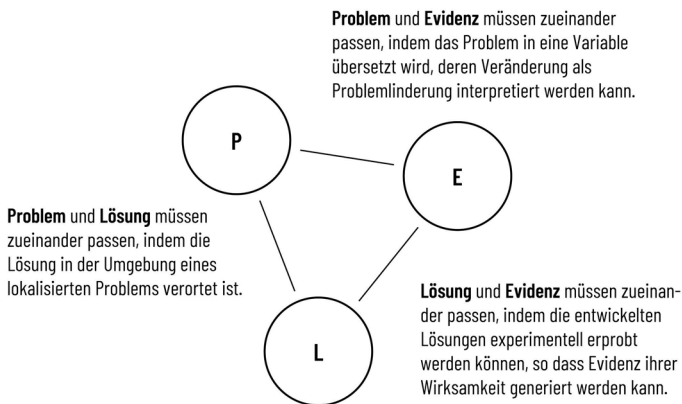 Problem und Evidenz müssen zueinander
passen, indem das Problem in eine Variable
übersetzt wird, deren Veränderung als
Problemlinderung interpretiert werden kann.
P
E
Problem und Lösung müssen
zueinander passen, indem die
Lösung in der Umgebung eines
lokalisierten Problems verortet ist.
Lösung und Evidenz müssen zueinan-
der passen, indem die entwickelten
Lösungen experimentell erprobt
werden können, so dass Evidenz ihrer
Wirksamkeit generiert werden kann.
L